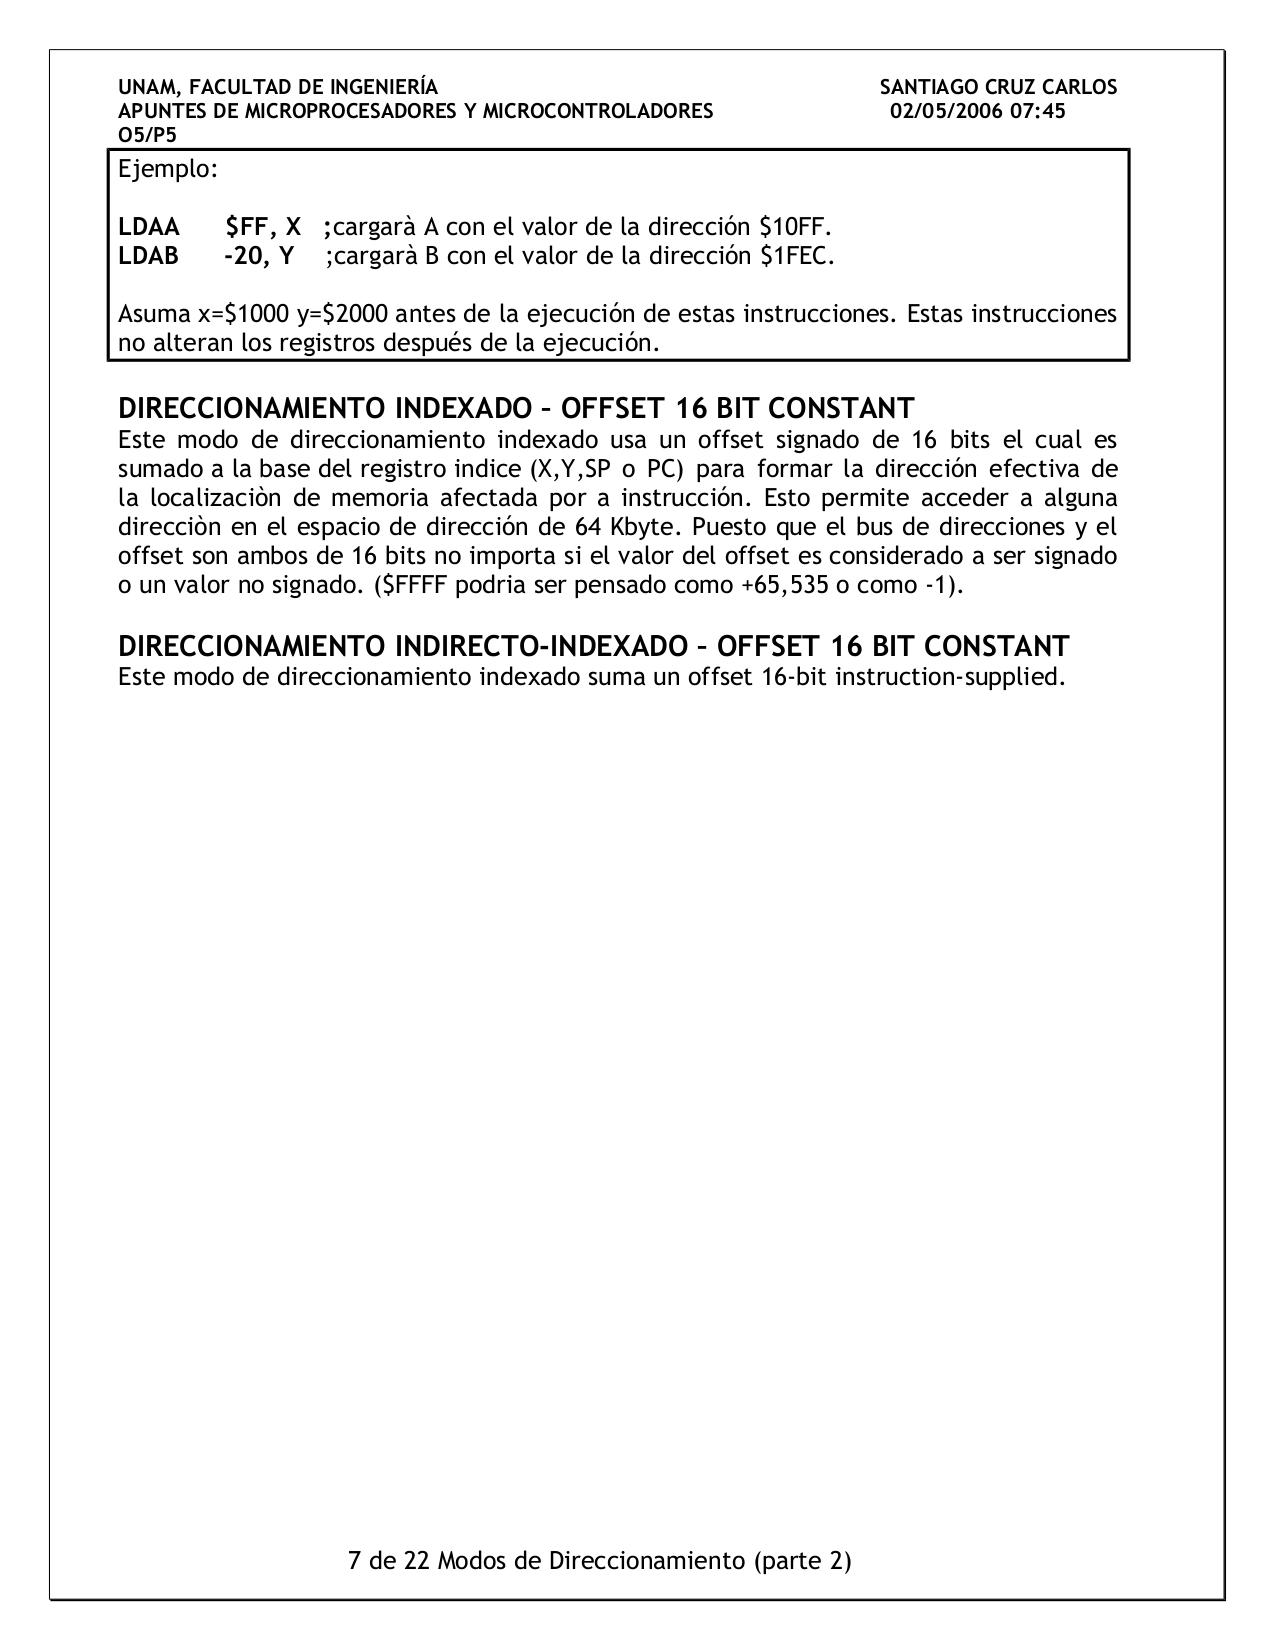 UNAM, FACULTAD DE INGENIERÍA SANTIAGO CRUZ CARLOS
APUNTES DE MICROPROCESADORES Y MICROCONTROLADORES 02/05/2006 07:45
O5/P5
Ejemplo:
LDAA $FF, X ;cargarà A con el valor de la dirección $10FF.
LDAB -20, Y ;cargarà B con el valor de la dirección $1FEC.
Asuma x=$1000 y=$2000 antes de la ejecución de estas instrucciones. Estas instrucciones
no alteran los registros después de la ejecución.
DIRECCIONAMIENTO INDEXADO – OFFSET 16 BIT CONSTANT
Este modo de direccionamiento indexado usa un offset signado de 16 bits el cual es
sumado a la base del registro indice (X,Y,SP o PC) para formar la dirección efectiva de
la localizaciòn de memoria afectada por a instrucción. Esto permite acceder a alguna
direcciòn en el espacio de dirección de 64 Kbyte. Puesto que el bus de direcciones y el
offset son ambos de 16 bits no importa si el valor del offset es considerado a ser signado
o un valor no signado. ($FFFF podria ser pensado como +65,535 o como -1).
DIRECCIONAMIENTO INDIRECTO-INDEXADO – OFFSET 16 BIT CONSTANT
Este modo de direccionamiento indexado suma un offset 16-bit instruction-supplied.
7 de 22 Modos de Direccionamiento (parte 2)